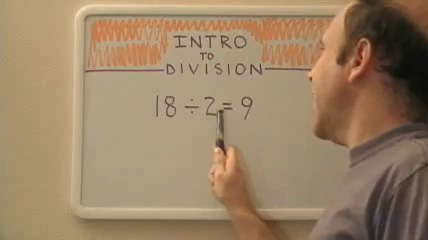 INTRO
TO
DIVISION
18 ÷ 2 = 9